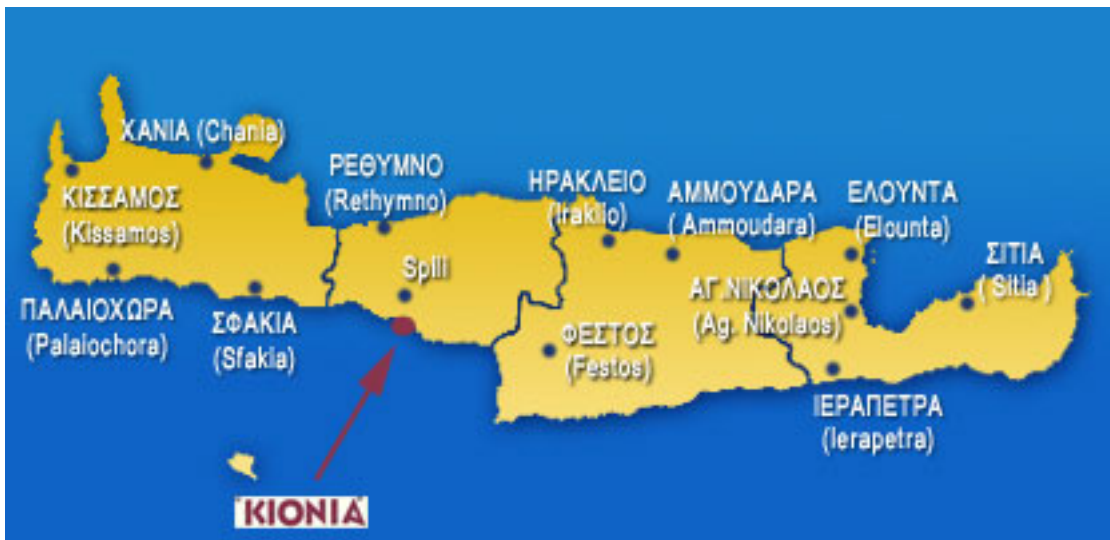 ΧΑΝΙΑ (Chania)
ΚΙΣΣΑΜΟΣ
(Kissamos)
ΡΕΘΥΜΝΟ
(Rethymno)
ΗΡΑΚΛΕΙΟ
(Iraklio)
ΑΜΜΟΥΔΑΡΑ
( Ammoudara)
ΕΛΟΥΝΤΑ
(Elounta)
ΣΙΤΙΑ
( Sitia )
Spili
ΠΑΛΑΙΟΧΩΡΑ
(Palaiochora)
ΣΦΑΚΙΑ
(Sfakia)
ΦΕΣΤΟΣ
(Festos)
ΑΓ.ΝΙΚΟΛΑΟΣ
(Ag. Nikolaos)
ΙΕΡΑΠΕΤΡΑ
(Ierapetra)
"ΚΙΟΝΙΑ"